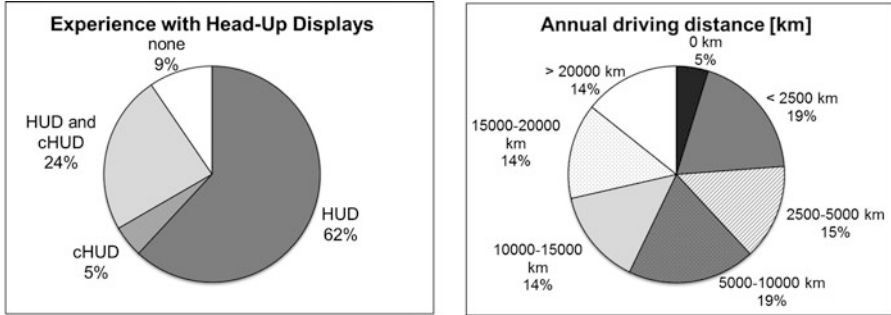 Experience with Head-Up Displays
none
9%
HUD and
cHUD
24%
HUD
62%
cHUD
5%
Annual driving distance [km]
0 km
5%
> 20000 km
14%
< 2500 km
19%
15000-20000
km
14%
2500-5000 km
15%
10000-15000
km
14%
5000-10000 km
19%